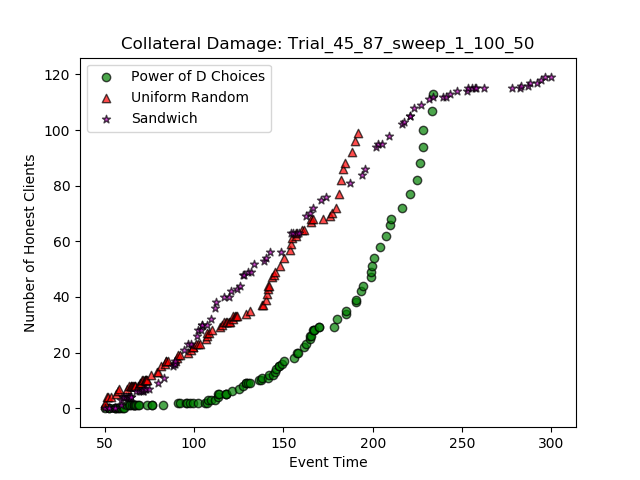 Collateral Damage: Trial_45_87_sweep_1_100_50
Power of D Choices
Uniform Random
Sandwich
Number of Honest Clients
120
100
80
60
40
20
0
50
100
150
200
250
300
Event Time